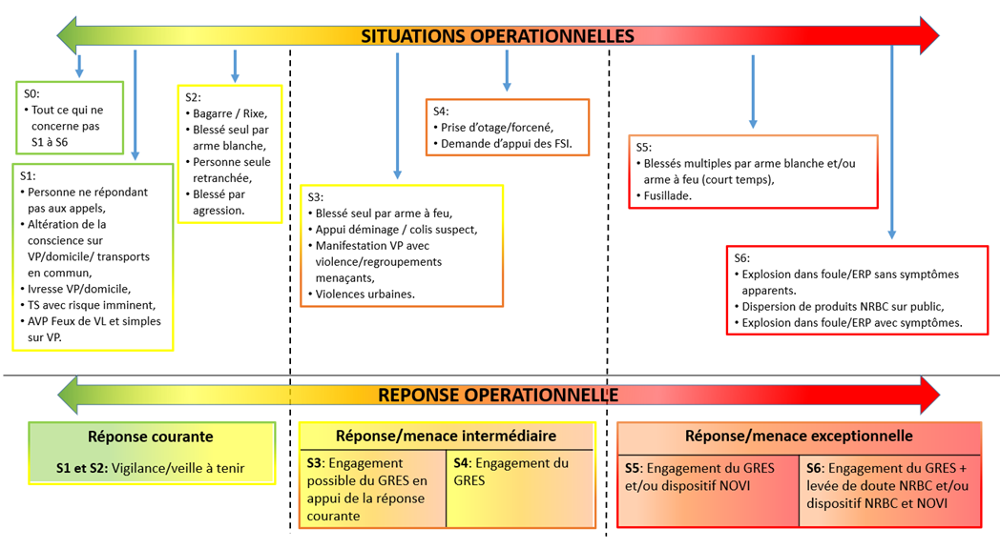 SITUATIONS OPERATIONNELLES
S0:
• Tout ce qui ne
concerne pas
S1 à S6
S1:
• Personne ne répondant
pas aux appels,
• Altération de la
conscience sur
VP/domicile/ transports
en commun,
• Ivresse VP/domicile,
• TS avec risque imminent,
• AVP Feux de VL et simples
sur VP.
S2:
• Bagarre / Rixe,
• Blessé seul par
arme blanche,
• Personne seule
retranchée,
• Blessé par
agression.
S3:
• Blessé seul par arme à feu,
• Appui déminage / colis suspect,
• Manifestation VP avec
violence/regroupements
menaçants,
• Violences urbaines.
S4:
• Prise d'otage/forcené,
• Demande d'appui des FSI.
S5:
• Blessés multiples par arme blanche et/ou
arme à feu (court temps),
• Fusillade.
S6:
• Explosion dans foule/ERP sans symptômes
apparents.
• Dispersion de produits NRBC sur public,
• Explosion dans foule/ERP avec symptômes.
REPONSE OPERATIONNELLE
Réponse courante
S1 et S2: Vigilance/veille à tenir
Réponse/menace intermédiaire
S3: Engagement
possible du GRES en
appui de la réponse
courante
S4: Engagement du
GRES
Réponse/menace exceptionnelle
S5: Engagement du GRES
et/ou dispositif NOVI
S6: Engagement du GRES +
levée de doute NRBC et/ou
dispositif NRBC et NOVI